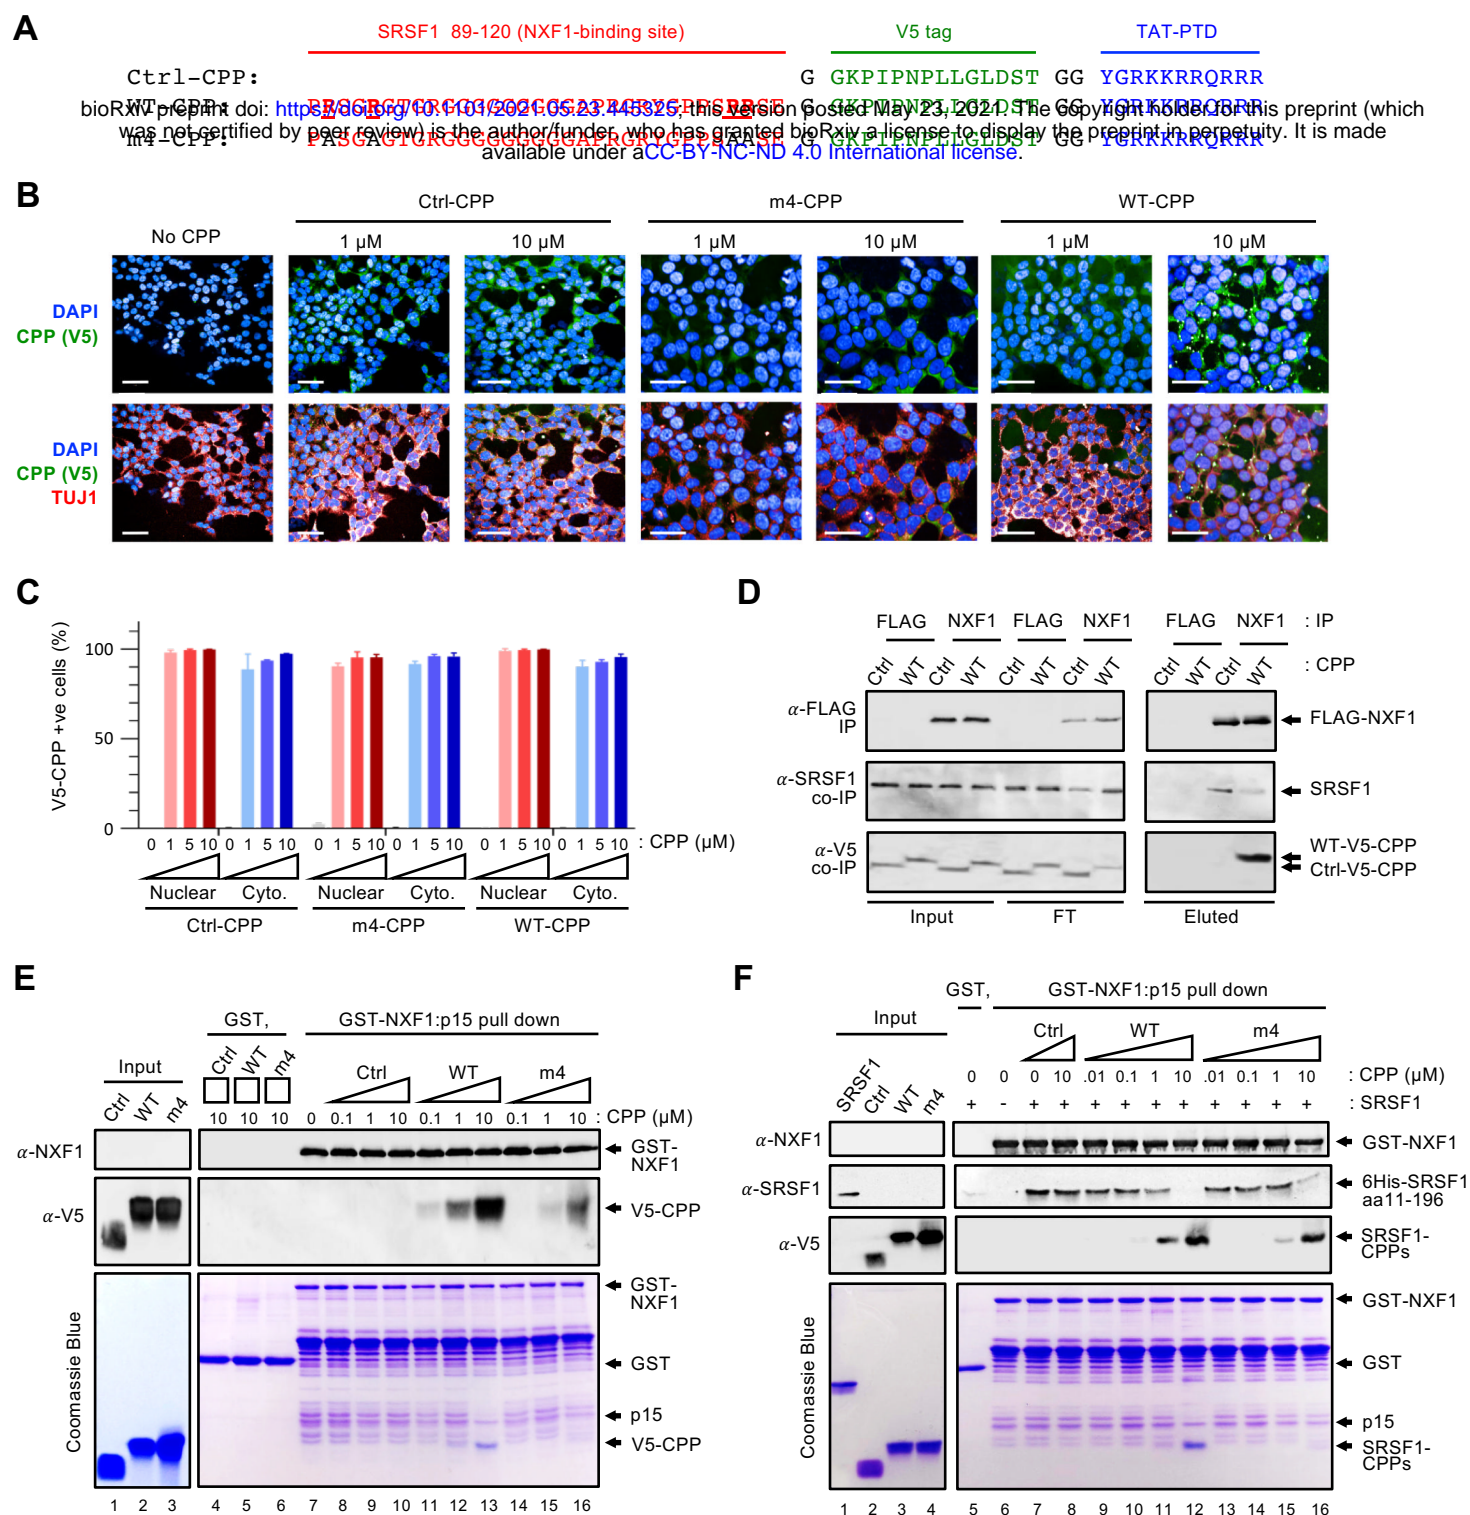 A
SRSF1 89-120 (NXF1-binding site)
V5 tag
TAT-PTD
Ctrl-CPP: G GKPIPNPLLGLDST GG YGRKKRRQRRR
WT-CPP: G GKPIPNPLLGLDST GG YGRKKRRQRRR
bioRxiv preprint doi: https://doi.org/10.1101/2021.05.23.445325; this version posted May 23, 2021. The copyright holder for this preprint (which
was not certified by peer review) is the author/funder, who has granted bioRxiv a license to display the preprint in perpetuity. It is made
m4-CPP: PASGAGTGRGGGGGGGGGAPRGRYGPPSAASE G GKPIPNPLLGLDST GG YGRKKRRQRRR
available under aCC-BY-NC-ND 4.0 International license.
B
Ctrl-CPP m4-CPP WT-CPP
No CPP 1 µM 10 µM 1 µM 10 µM 1 µM 10 µM
DAPI
CPP (V5)
DAPI
CPP (V5)
TUJ1
C
V5-CPP +ve cells (%)
100
50
0
0 1 5 10 0 1 5 10 0 1 5 10 0 1 5 10 0 1 5 10 0 1 5 10 : CPP (µM)
Nuclear Cyto. Nuclear Cyto. Nuclear Cyto.
Ctrl-CPP m4-CPP WT-CPP
D
FLAG NXF1 FLAG NXF1 FLAG NXF1 : IP
Ctrl WT Ctrl WT Ctrl WT Ctrl WT Ctrl WT Ctrl WT : CPP
α-FLAG
IP
FLAG-NXF1
α-SRSF1
co-IP
SRSF1
α-V5
co-IP
WT-V5-CPP
Ctrl-V5-CPP
Input FT Eluted
E
GST, GST-NXF1:p15 pull down
Input
Ctrl WT m4
Ctrl WT m4
Ctrl WT m4
10 10 10 0 0.1 1 10 0.1 1 10 0.1 1 10 : CPP (µM)
α-NXF1
GST-
NXF1
α-V5
V5-CPP
Coomassie Blue
GST-
NXF1
GST
p15
V5-CPP
1 2 3 4 5 6 7 8 9 10 11 12 13 14 15 16
F
GST, GST-NXF1:p15 pull down
Input
Ctrl WT m4
SRSF1 Ctrl WT m4
0 0 0 10 .01 0.1 1 10 .01 0.1 1 10 : CPP (µM)
+ - + + + + + + + + + + : SRSF1
α-NXF1
GST-NXF1
α-SRSF1
6His-SRSF1
aa11-196
α-V5
SRSF1-
CPPs
Coomassie Blue
GST-NXF1
GST
p15
SRSF1-
CPPs
1 2 3 4 5 6 7 8 9 10 11 12 13 14 15 16